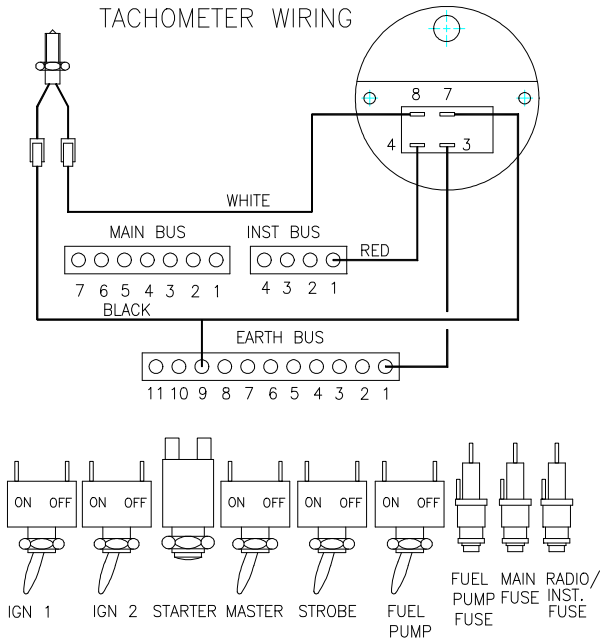 TACHOMETER WIRING
8 7
4 3
WHITE
MAIN BUS INST BUS
RED
7 6 5 4 3 2 1 4 3 2 1
BLACK
EARTH BUS
11 10 9 8 7 6 5 4 3 2 1
ON OFF ON OFF ON OFF ON OFF ON OFF
IGN 1 IGN 2 STARTER MASTER STROBE
FUEL
PUMP
FUEL
PUMP
FUSE
MAIN
FUSE
RADIO/
INST.
FUSE